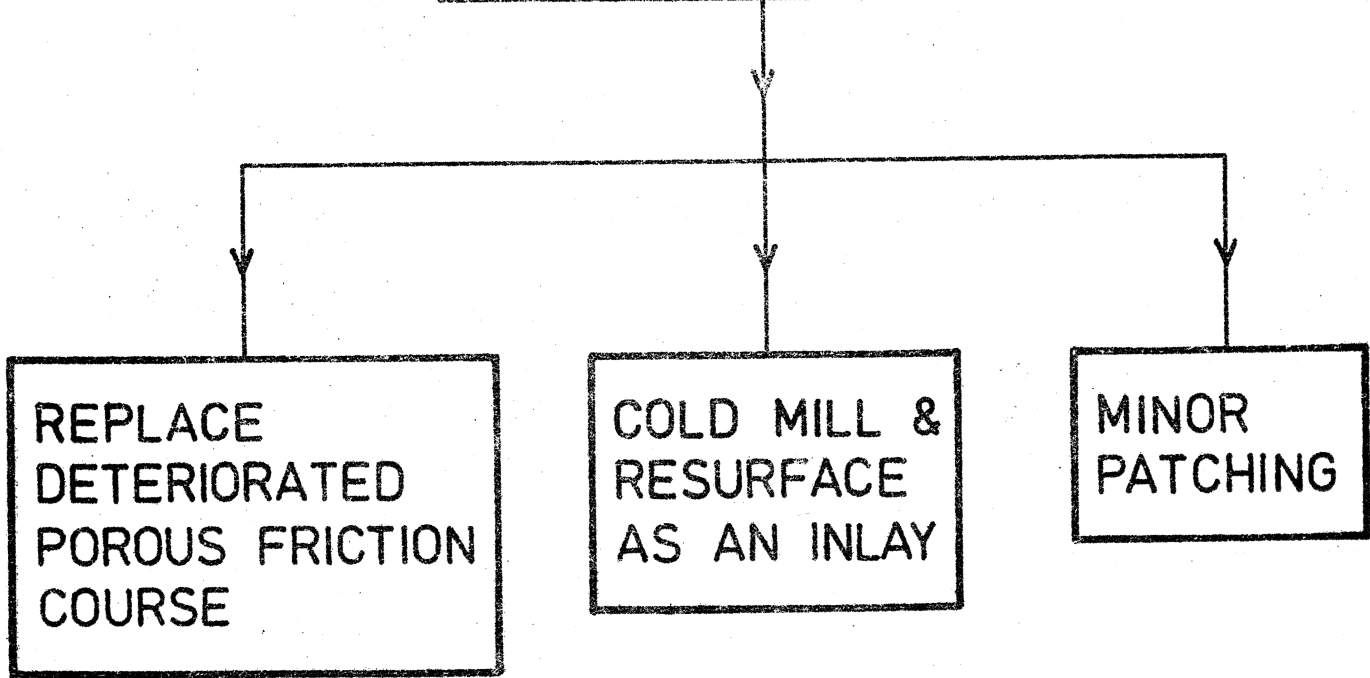 REPLACE
DETERIORATED
POROUS FRICTION
COURSE
COLD MILL &
RESURFACE
AS AN INLAY
MINOR
PATCHING